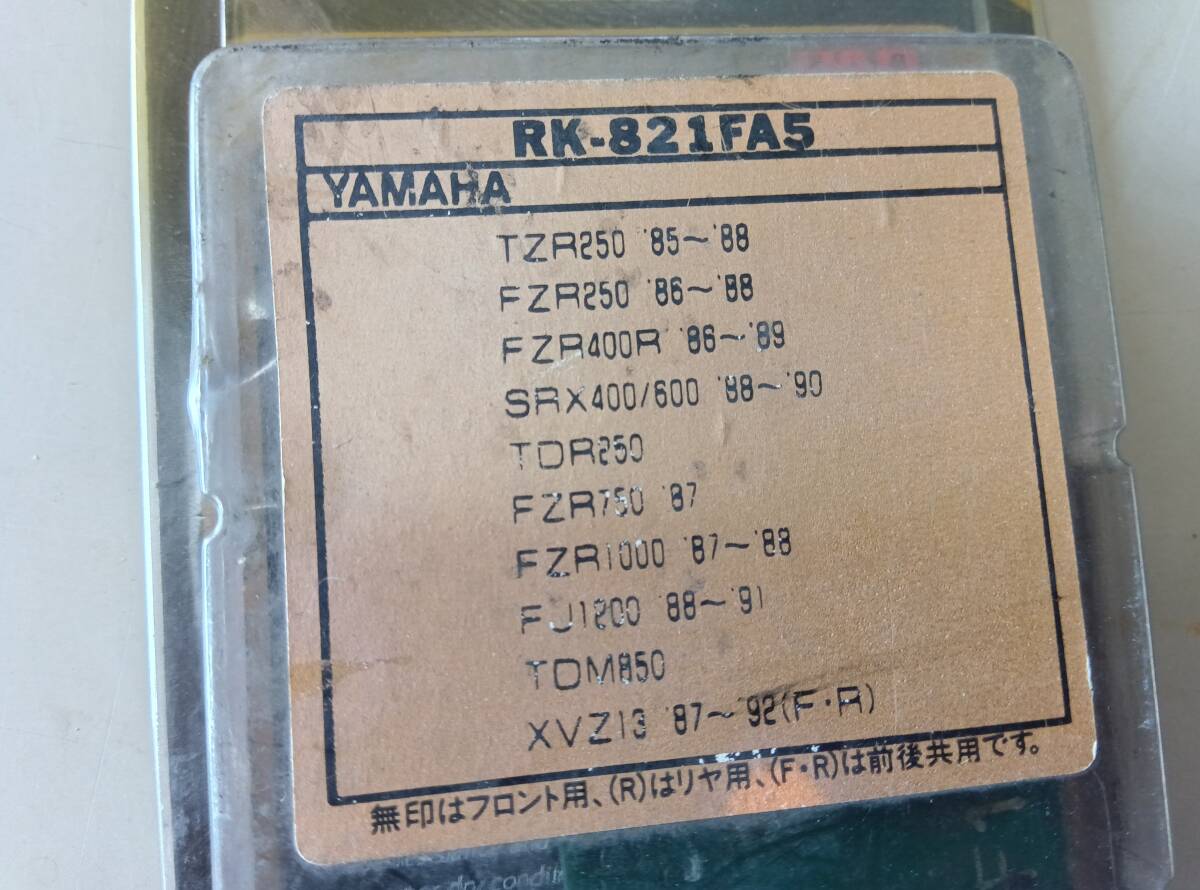 RK-821FA5
YAMAHA
TZR250 '85~'88
FZR250 '86~'88
FZR400R '86~'89
SRX400/600 '88~'90
TDR250
FZR750 '87
FZR1000 '87~'88
FJ1200 '88~'91
TDM850
XVZ13 '87~'92(F・R)
無印はフロント用、(R)はリヤ用、(F・R)は前後共用です。